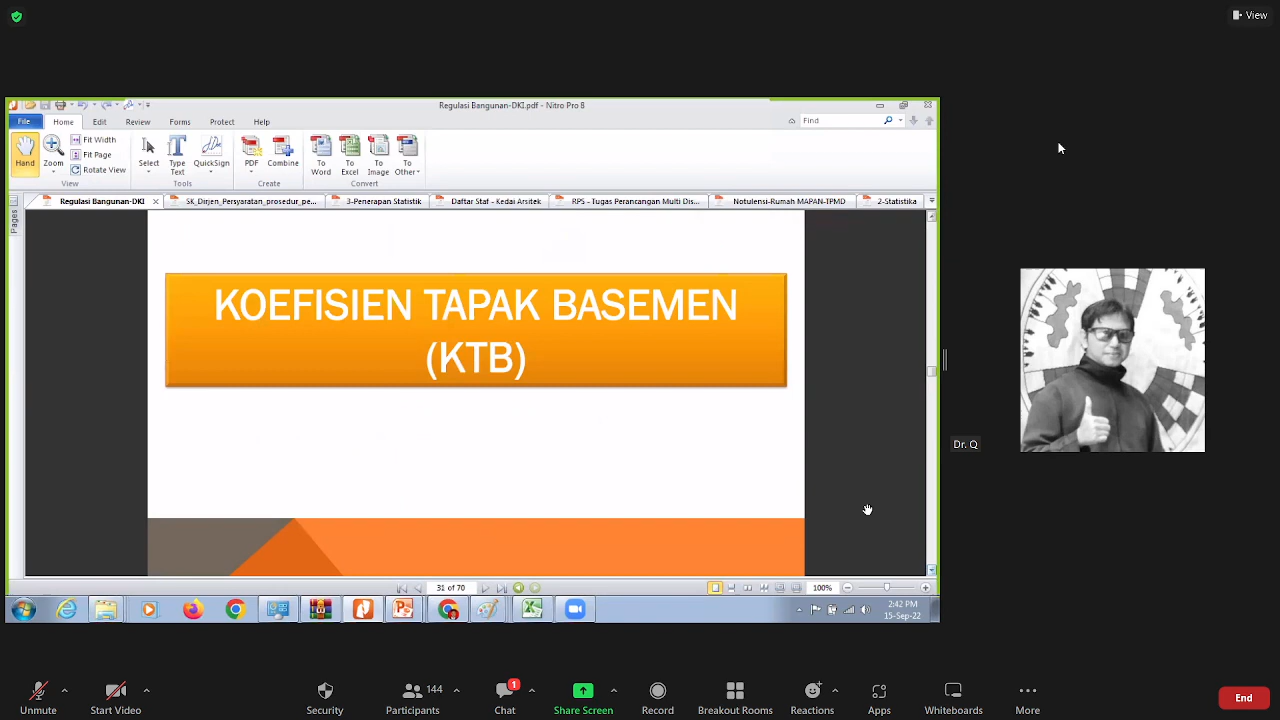 View
Regulasi Bangunan-DKI.pdf - Nitro Pro 8
File Home Edit Review Forms Protect Help
Find
Hand
Zoom
Fit Width
Fit Page
Rotate View
View
Select
Type Text
QuickSign
Tools
PDF
Combine
Create
To Word
To Excel
To Image
To Other
Convert
Regulasi Bangunan-DKI
SK_Dirjen_Persyaratan_prosedur_pe...
3-Penerapan Statistik
Daftar Staf - Kedai Arsitek
RPS - Tugas Perancangan Multi Dis...
Notulensi-Rumah MAPAN-TPMD
2-Statistika
Pages
KOEFISIEN TAPAK BASEMEN
(KTB)
Dr. Q
31 of 70
100%
2:42 PM
15-Sep-22
Unmute
Start Video
Security
144
Participants
1
Chat
Share Screen
Record
Breakout Rooms
Reactions
Apps
Whiteboards
More
End